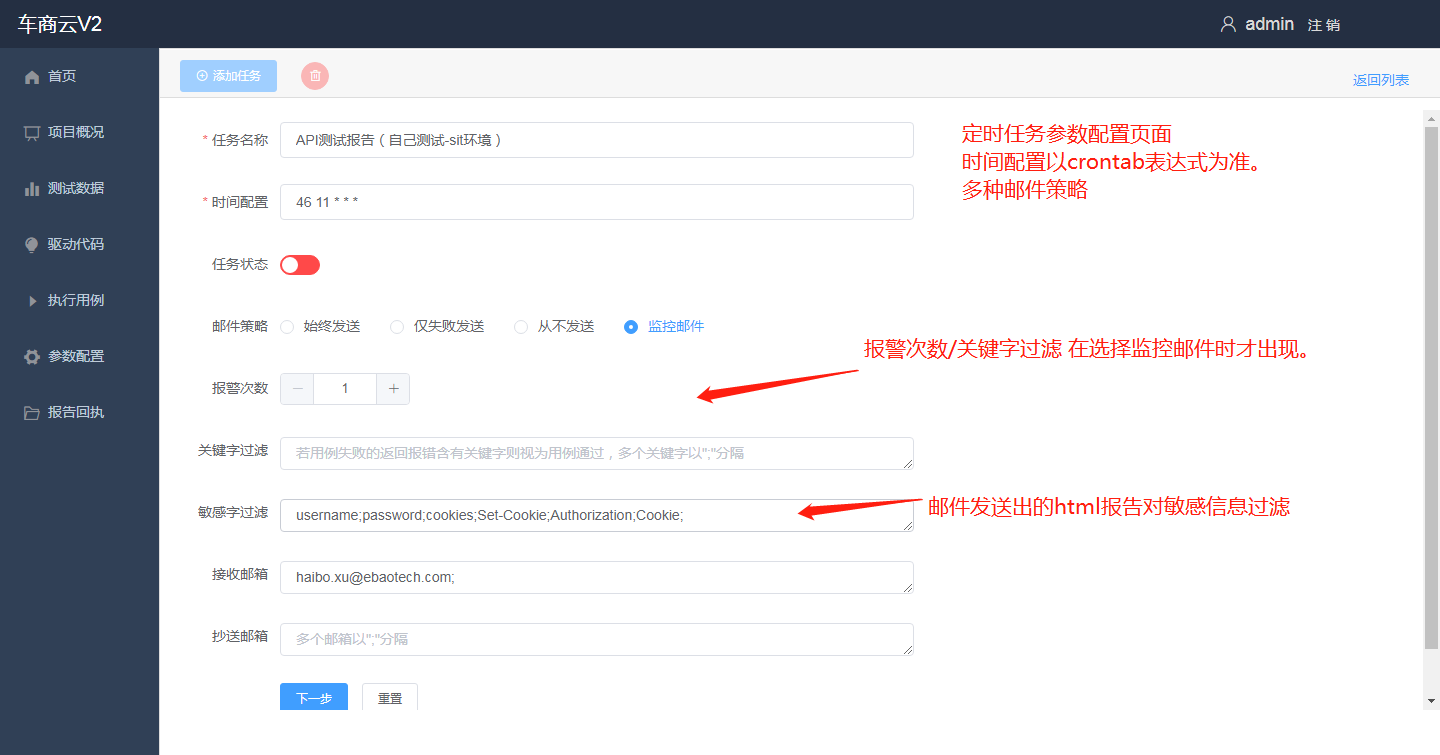 车商云V2
admin 注 销
首页
项目概况
测试数据
驱动代码
执行用例
参数配置
报告回执
添加任务
返回列表
* 任务名称 API测试报告（自己测试-sit环境）
* 时间配置 46 11 * * *
任务状态
邮件策略 始终发送 仅失败发送 从不发送 监控邮件
报警次数 − 1 +
关键字过滤 若用例失败的返回报错含有关键字则视为用例通过，多个关键字以";"分隔
敏感字过滤 username;password;cookies;Set-Cookie;Authorization;Cookie;
接收邮箱 haibo.xu@ebaotech.com;
抄送邮箱 多个邮箱以";"分隔
下一步 重置
定时任务参数配置页面
时间配置以crontab表达式为准。
多种邮件策略
报警次数/关键字过滤 在选择监控邮件时才出现。
邮件发送出的html报告对敏感信息过滤